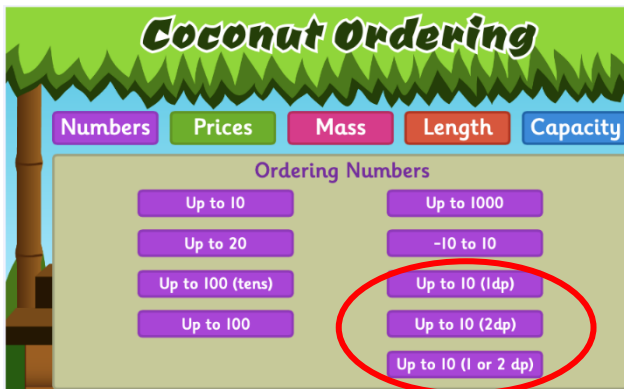 Coconut Ordering
Numbers Prices Mass Length Capacity
Ordering Numbers
Up to 10 Up to 1000
Up to 20 -10 to 10
Up to 100 (tens) Up to 10 (1dp)
Up to 100 Up to 10 (2dp)
Up to 10 (1 or 2 dp)